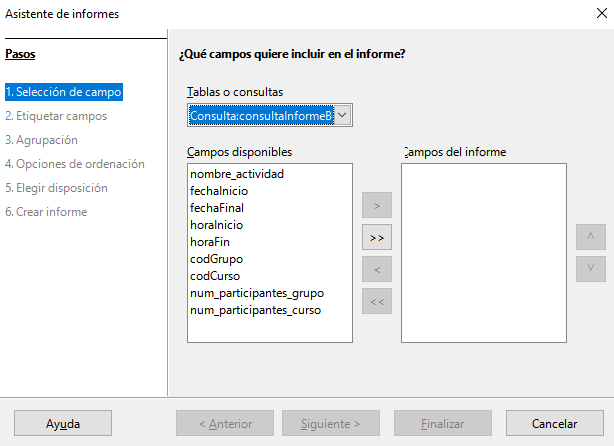 Asistente de informes
Pasos
1. Selección de campo
2. Etiquetar campos
3. Agrupación
4. Opciones de ordenación
5. Elegir disposición
6. Crear informe
¿Qué campos quiere incluir en el informe?
Tablas o consultas
Consulta:consultaInformeB
Campos disponibles
nombre_actividad
fechaInicio
fechaFinal
horaInicio
horaFin
codGrupo
codCurso
num_participantes_grupo
num_participantes_curso
>
>>
<
<<
Campos del informe
Ayuda
< Anterior
Siguiente >
Finalizar
Cancelar